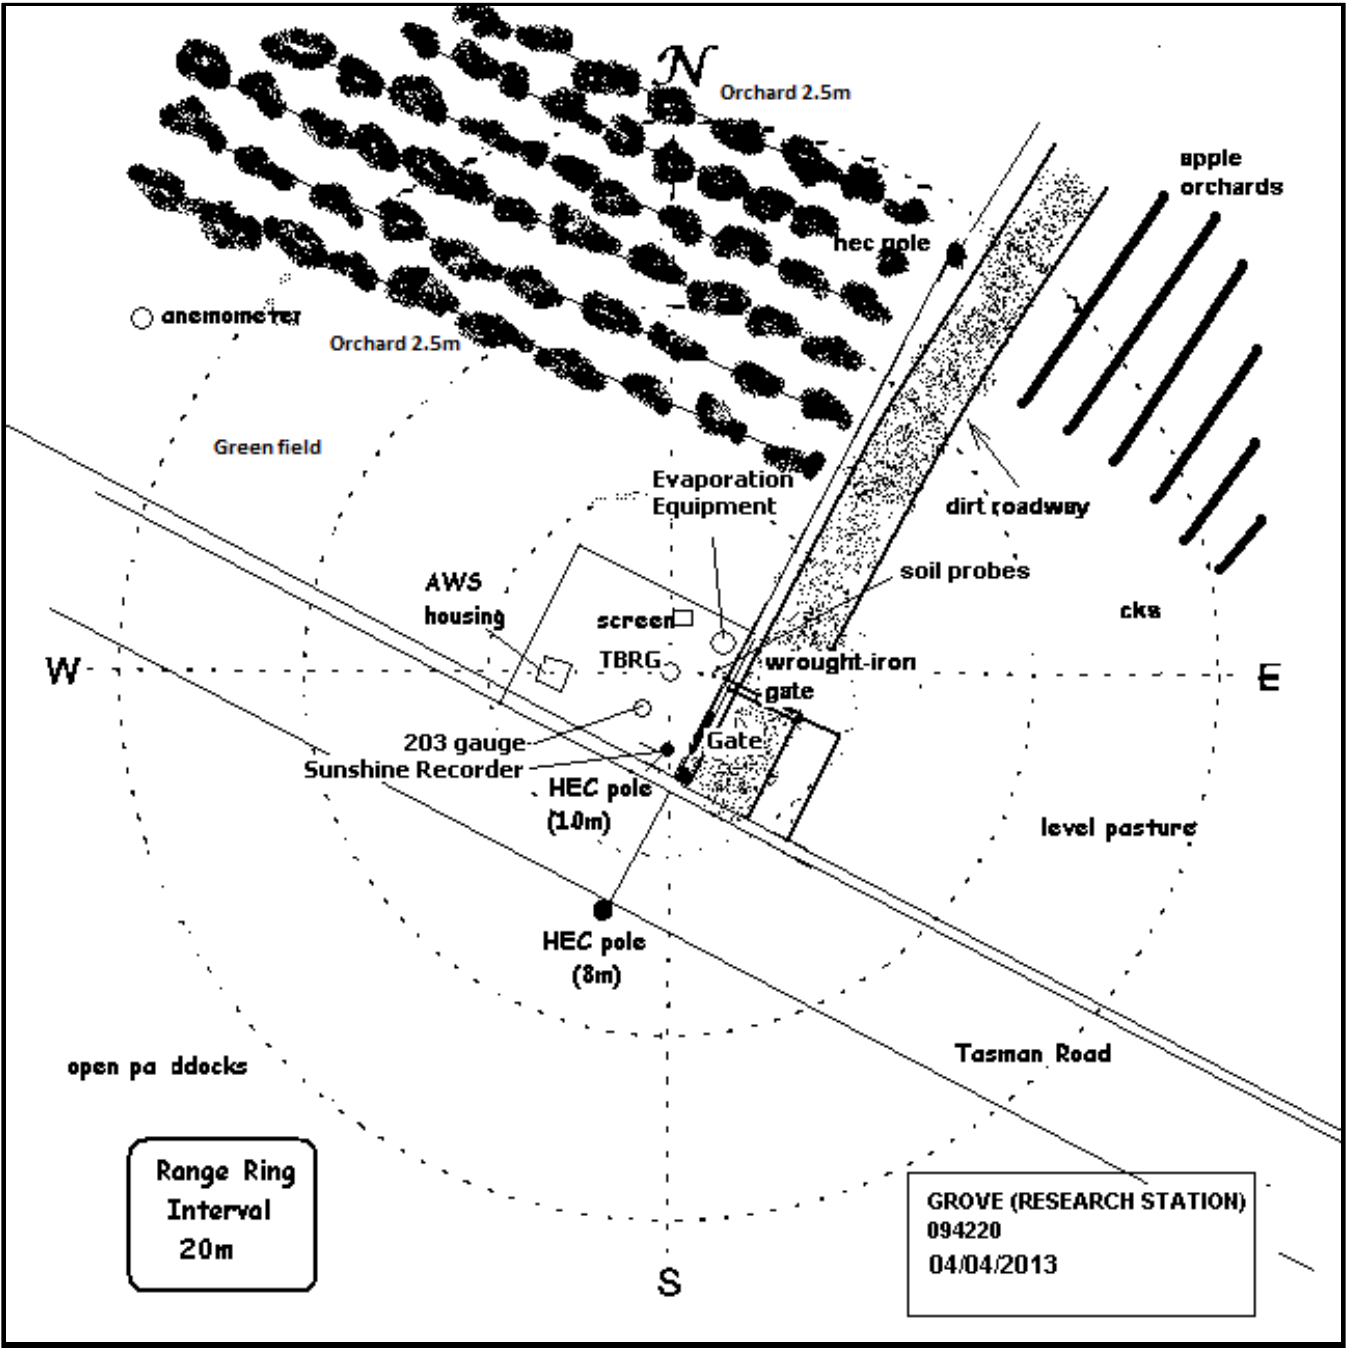 N
Orchard 2.5m
apple
orchards
hec pole
anemometer
Orchard 2.5m
Green field
Evaporation
Equipment
dirt roadway
AWS
housing
soil probes
screen
cks
TBRG
W
wrought-iron
gate
E
203 gauge
Gate
Sunshine Recorder
HEC pole
(10m)
level pasture
HEC pole
(8m)
open pa ddocks
Tasman Road
Range Ring
Interval
20m
GROVE (RESEARCH STATION)
094220
04/04/2013
S